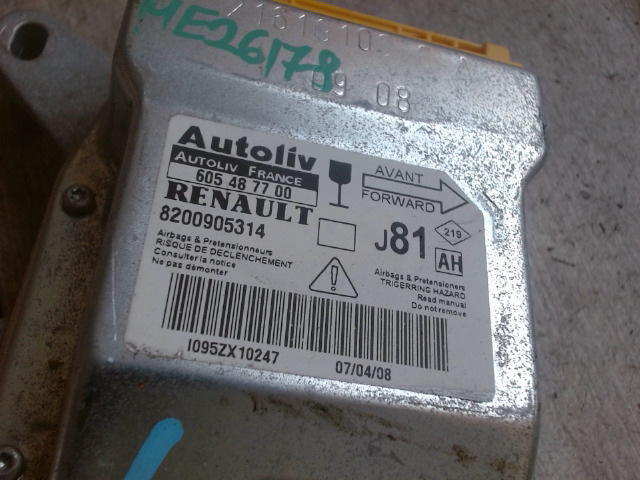 ME26178
09 08
Autoliv
AUTOLIV FRANCE
605 48 77 00
RENAULT
8200905314
AVANT
FORWARD
J81
219
AH
Airbags & Pretensionneurs
RISQUE DE DECLENCHEMENT
Consulter la notice
Ne pas démonter
Airbags & Pretensioners
TRIGERRING HAZARD
Read manual
Do not remove
I095ZX10247
07/04/08